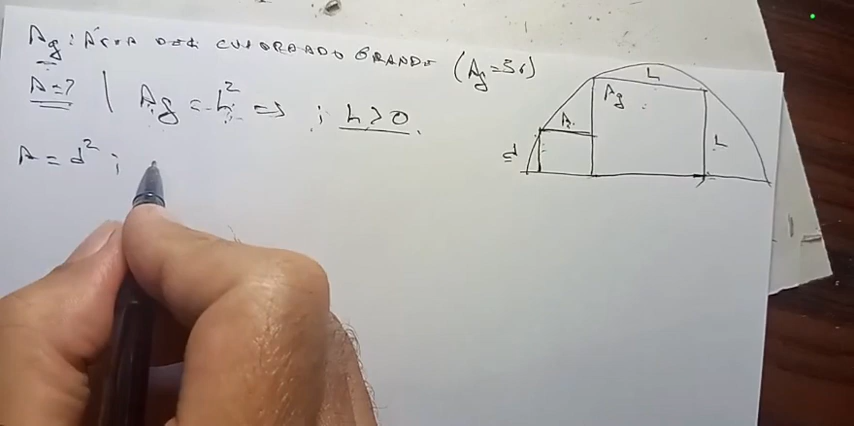 Ag: Área del cuadrado grande (Ag=36)
A=? | Ag = L² ⇒ ; L>0.
A = d² ;
L
Ag
A
L
d